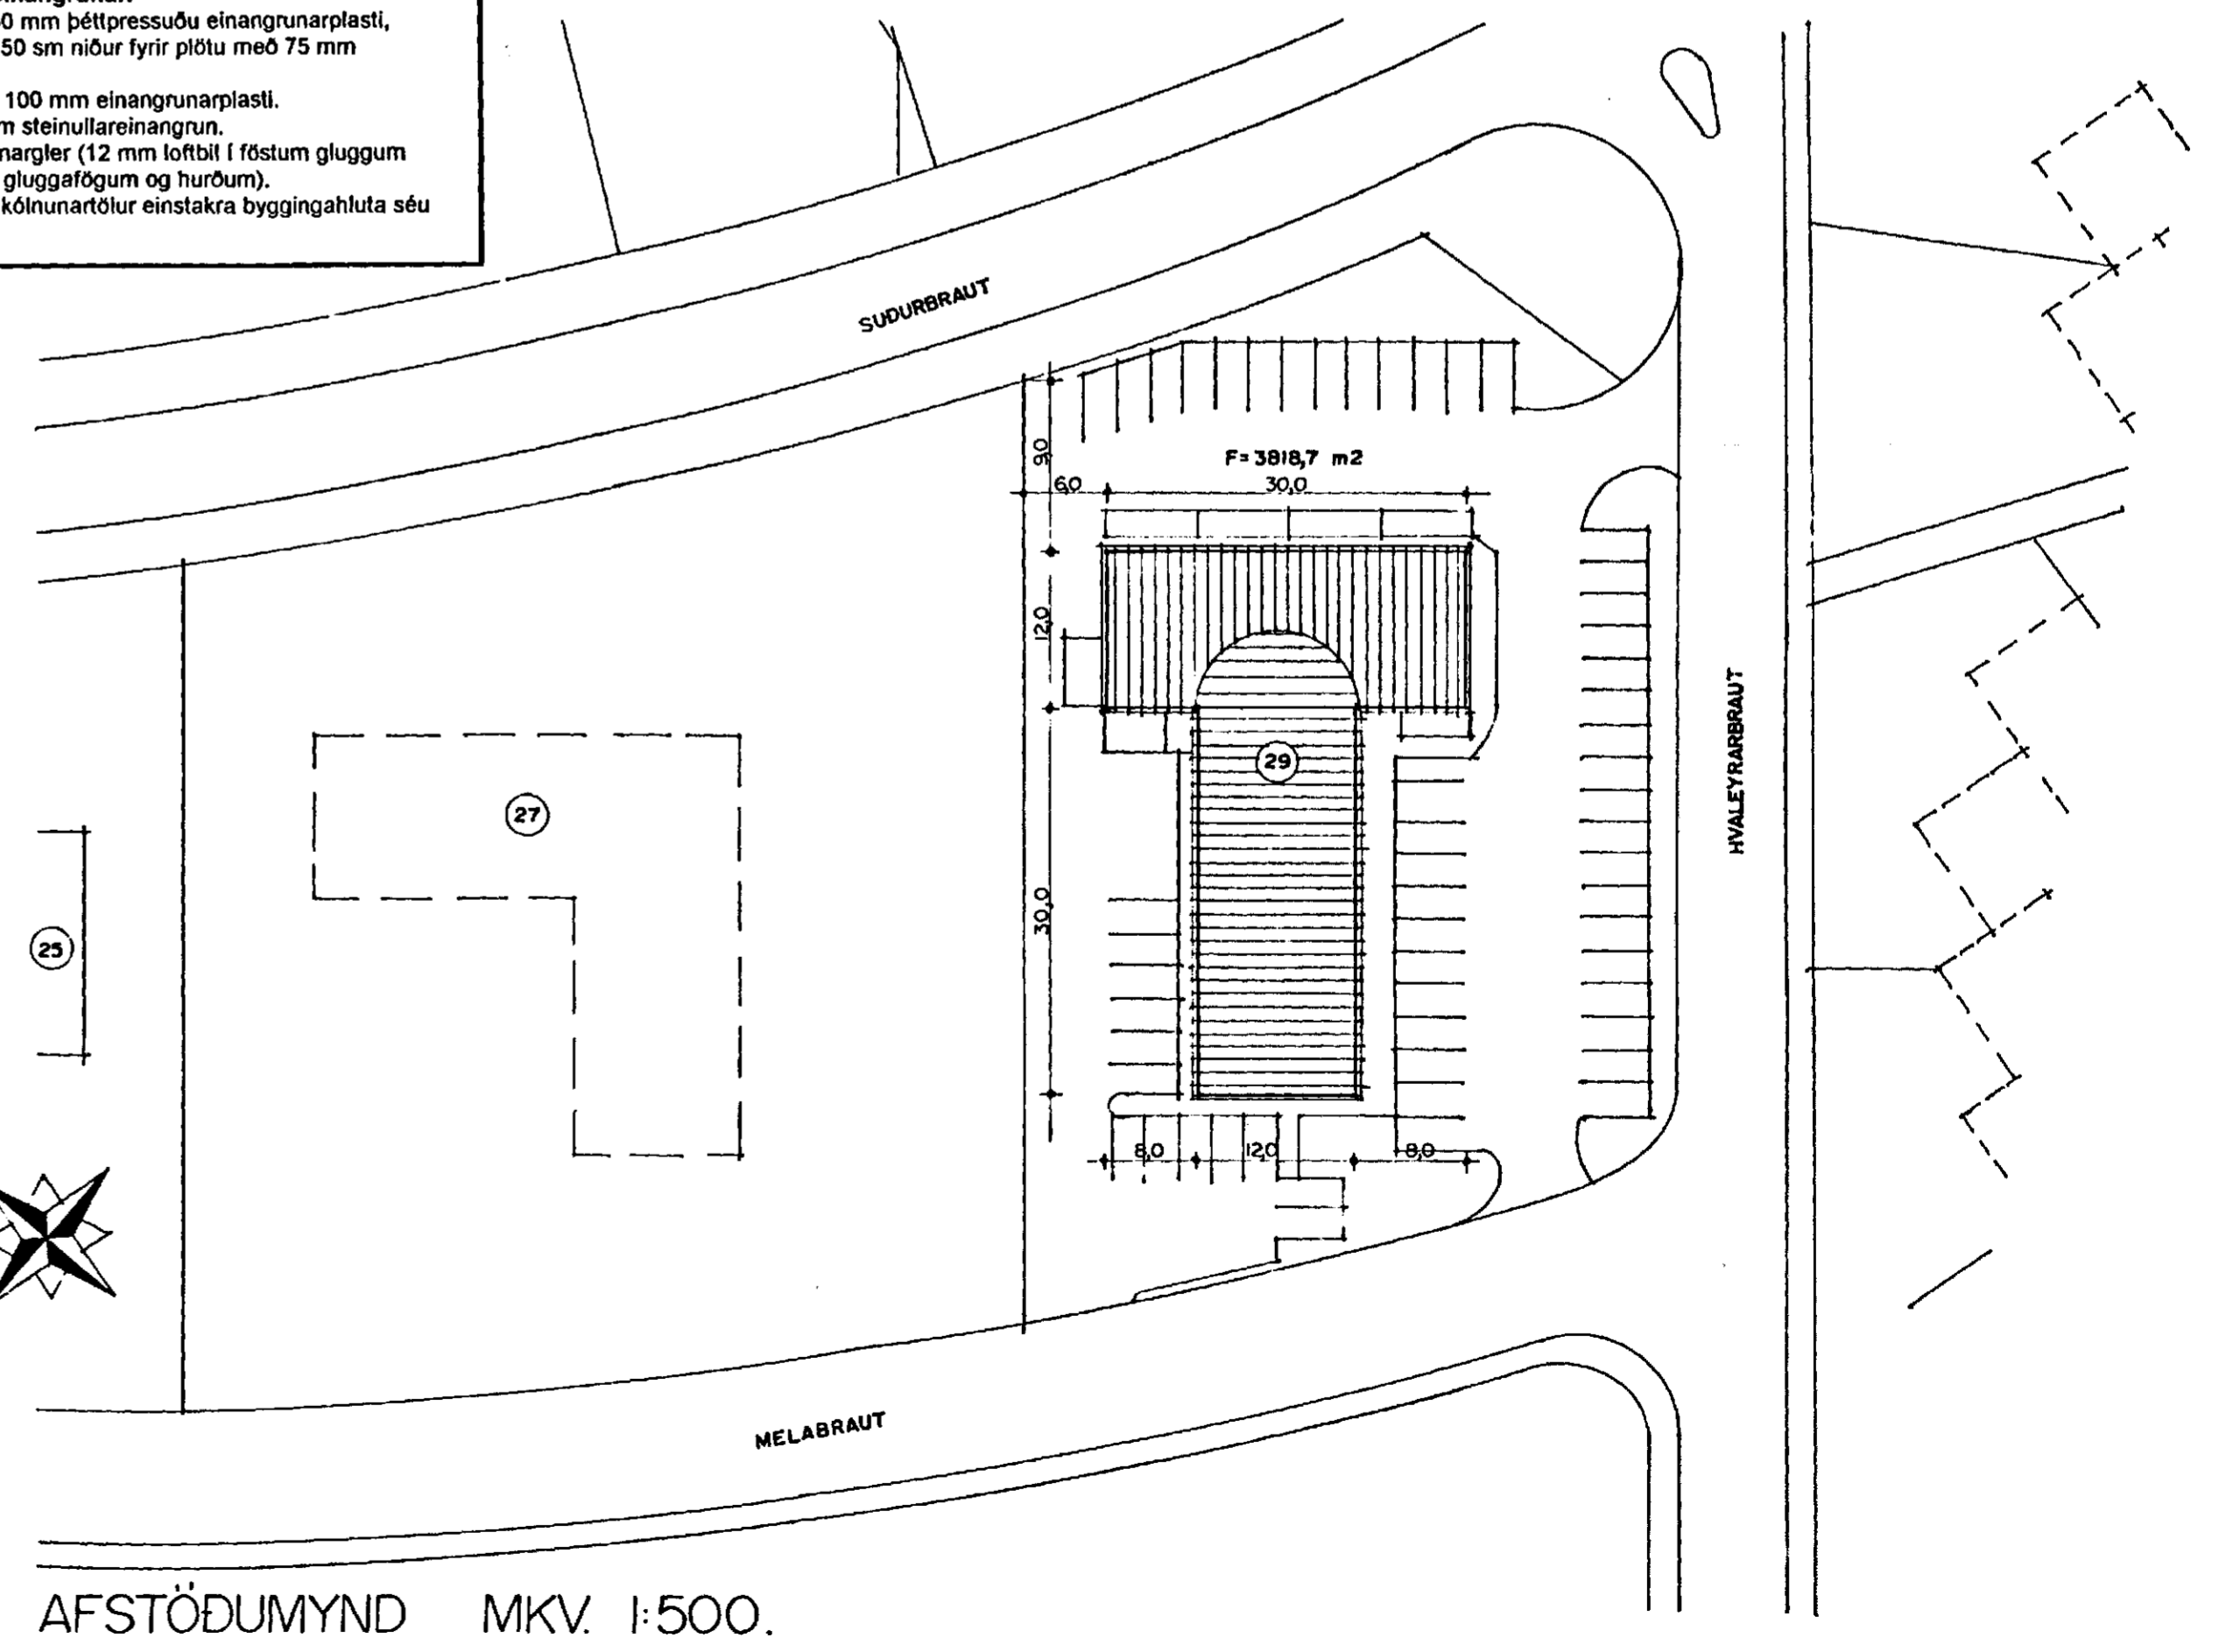 0 mm þéttpressuðu einangrunarplasti,
50 sm niður fyrir plötu með 75 mm
100 mm einangrunarplasti.
m steinullareinangrun.
nargler (12 mm loftbil í föstum gluggum
gluggafögum og hurðum).
kólnunartölur einstakra byggingahluta séu
SUÐURBRAUT
9,0
F= 3818,7 m2
6,0 30,0
12,0
29
27
HVALEYRARBRAUT
30,0
25
8,0 12,0 8,0
MELABRAUT
AFSTÖÐUMYND MKV. 1:500.